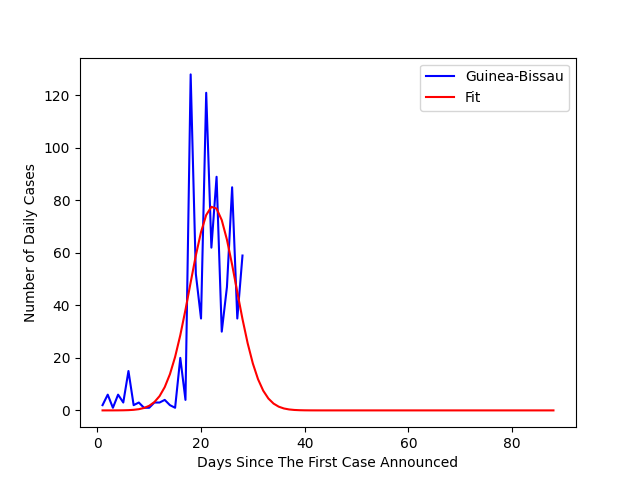 Guinea-Bissau
Fit
120
100
80
60
40
20
0
Number of Daily Cases
0 20 40 60 80
Days Since The First Case Announced